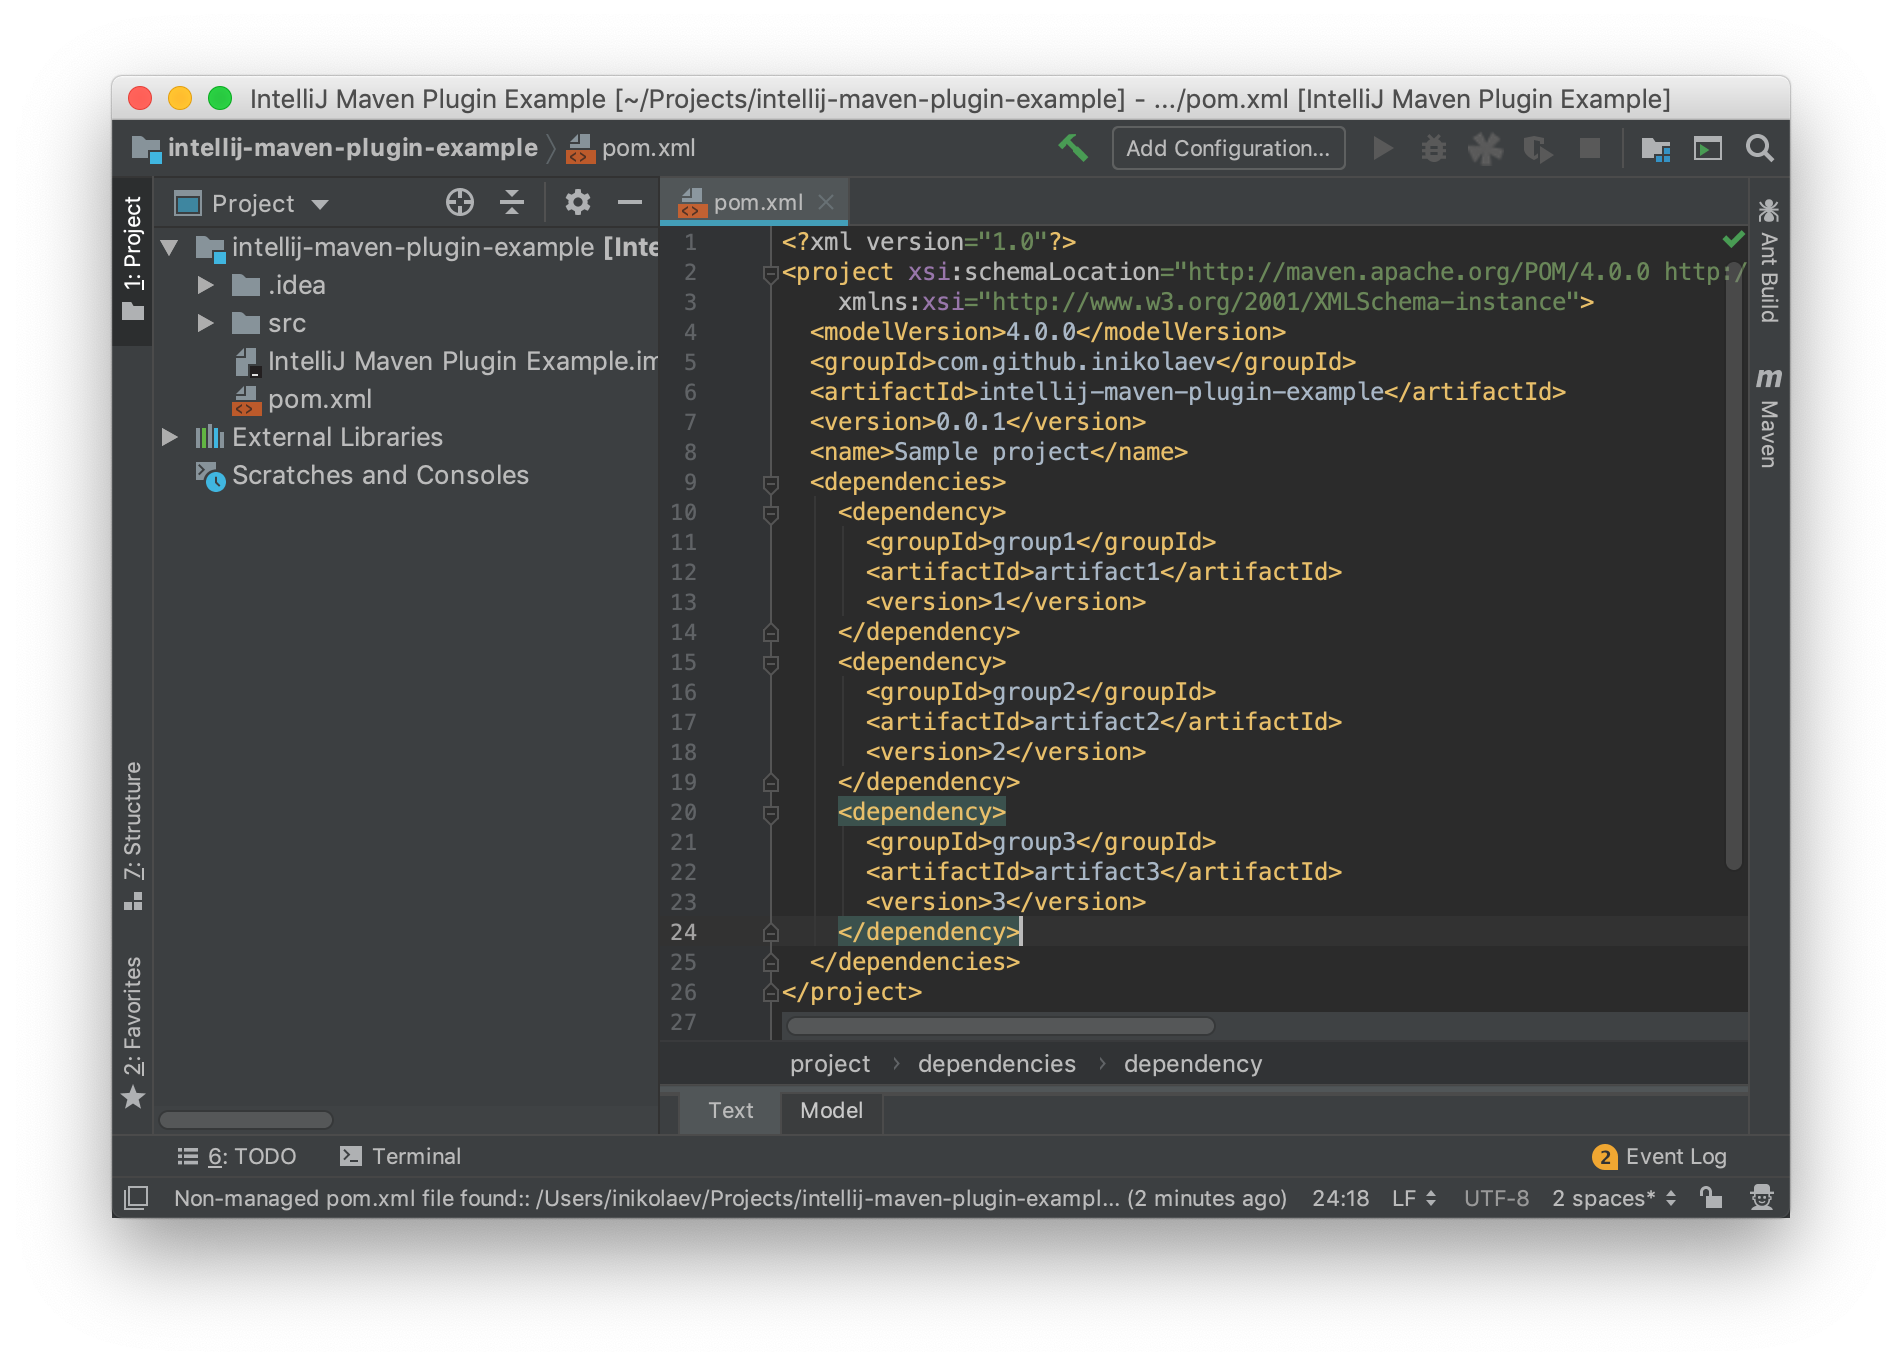 IntelliJ Maven Plugin Example [~/Projects/intellij-maven-plugin-example] - .../pom.xml [IntelliJ Maven Plugin Example]
intellij-maven-plugin-example pom.xml Add Configuration...
1: Project
7: Structure
2: Favorites
Project
intellij-maven-plugin-example [Inte
.idea
src
IntelliJ Maven Plugin Example.im
pom.xml
External Libraries
Scratches and Consoles
pom.xml
1 <?xml version="1.0"?>
2 <project xsi:schemaLocation="http://maven.apache.org/POM/4.0.0 http:/
3 xmlns:xsi="http://www.w3.org/2001/XMLSchema-instance">
4 <modelVersion>4.0.0</modelVersion>
5 <groupId>com.github.inikolaev</groupId>
6 <artifactId>intellij-maven-plugin-example</artifactId>
7 <version>0.0.1</version>
8 <name>Sample project</name>
9 <dependencies>
10 <dependency>
11 <groupId>group1</groupId>
12 <artifactId>artifact1</artifactId>
13 <version>1</version>
14 </dependency>
15 <dependency>
16 <groupId>group2</groupId>
17 <artifactId>artifact2</artifactId>
18 <version>2</version>
19 </dependency>
20 <dependency>
21 <groupId>group3</groupId>
22 <artifactId>artifact3</artifactId>
23 <version>3</version>
24 </dependency>
25 </dependencies>
26 </project>
27
project › dependencies › dependency
Text Model
Ant Build
m Maven
6: TODO Terminal 2 Event Log
Non-managed pom.xml file found:: /Users/inikolaev/Projects/intellij-maven-plugin-exampl... (2 minutes ago) 24:18 LF UTF-8 2 spaces*